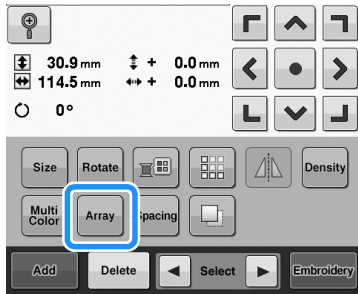 30.9 mm + 0.0 mm
114.5 mm + 0.0 mm
0°
Size Rotate Density
Multi Color Array Spacing
Add Delete Select Embroidery